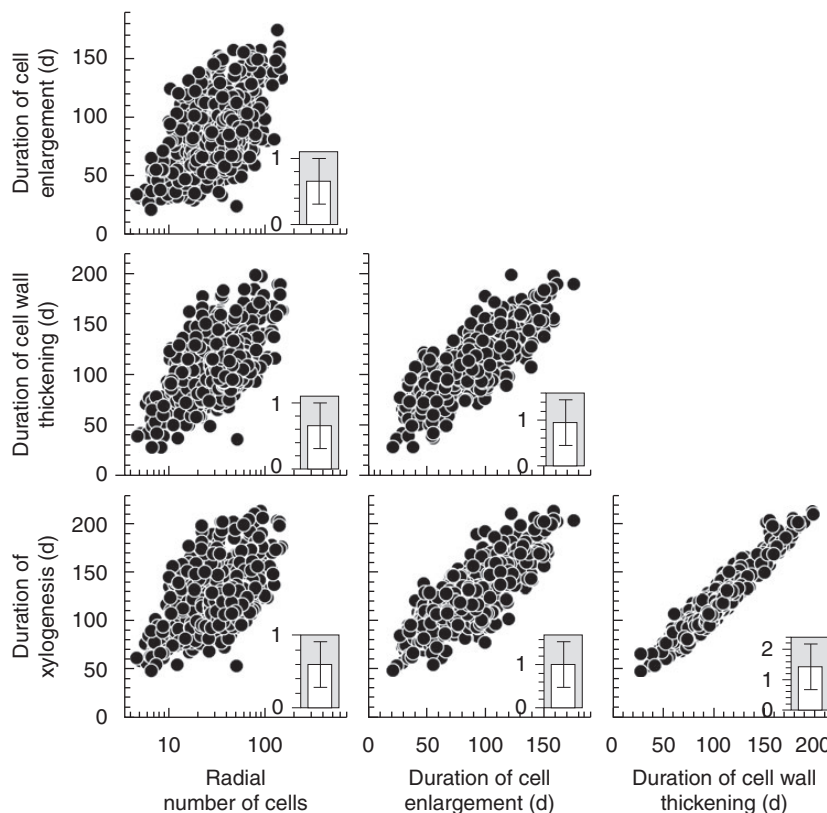 Duration of cell
enlargement (d)
150
100
50
0
1
0
Duration of cell wall
thickening (d)
200
150
100
50
0
1
0
1
0
Duration of
xylogenesis (d)
200
150
100
50
0
1
0
1
0
2
1
0
10 100
0 50 100 150
0 50 100 150 200
Radial
number of cells
Duration of cell
enlargement (d)
Duration of cell wall
thickening (d)